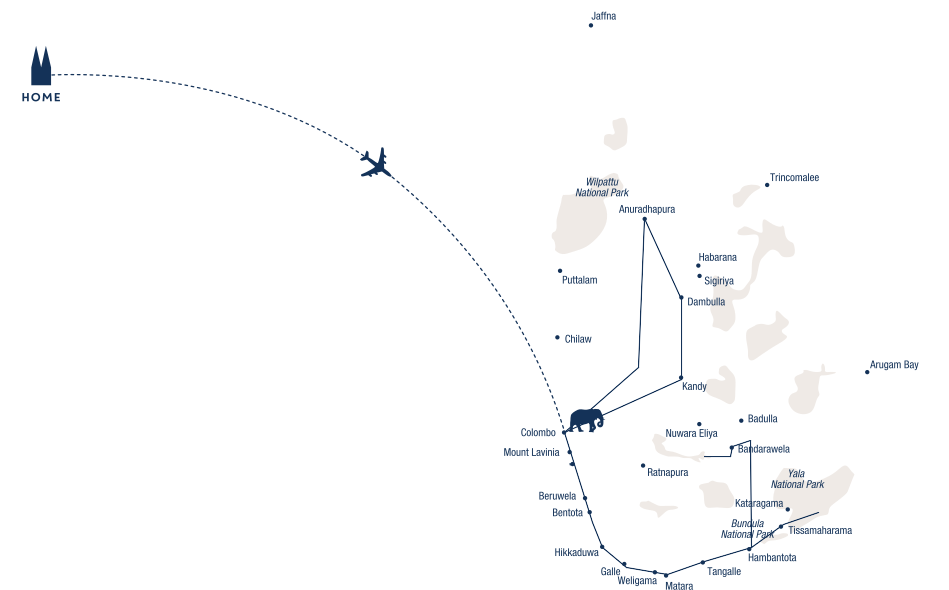 Jaffna
HOME
Trincomalee
Wilpattu
National Park
Anuradhapura
Habarana
Sigiriya
Puttalam
Dambulla
Chilaw
Arugam Bay
Kandy
Badulla
Colombo
Nuwara Eliya
Mount Lavinia
Bandarawela
Ratnapura
Yala
National Park
Beruwela
Kataragama
Bentota
Bundula
National Park
Tissamaharama
Hikkaduwa
Hambantota
Galle
Tangalle
Weligama
Matara